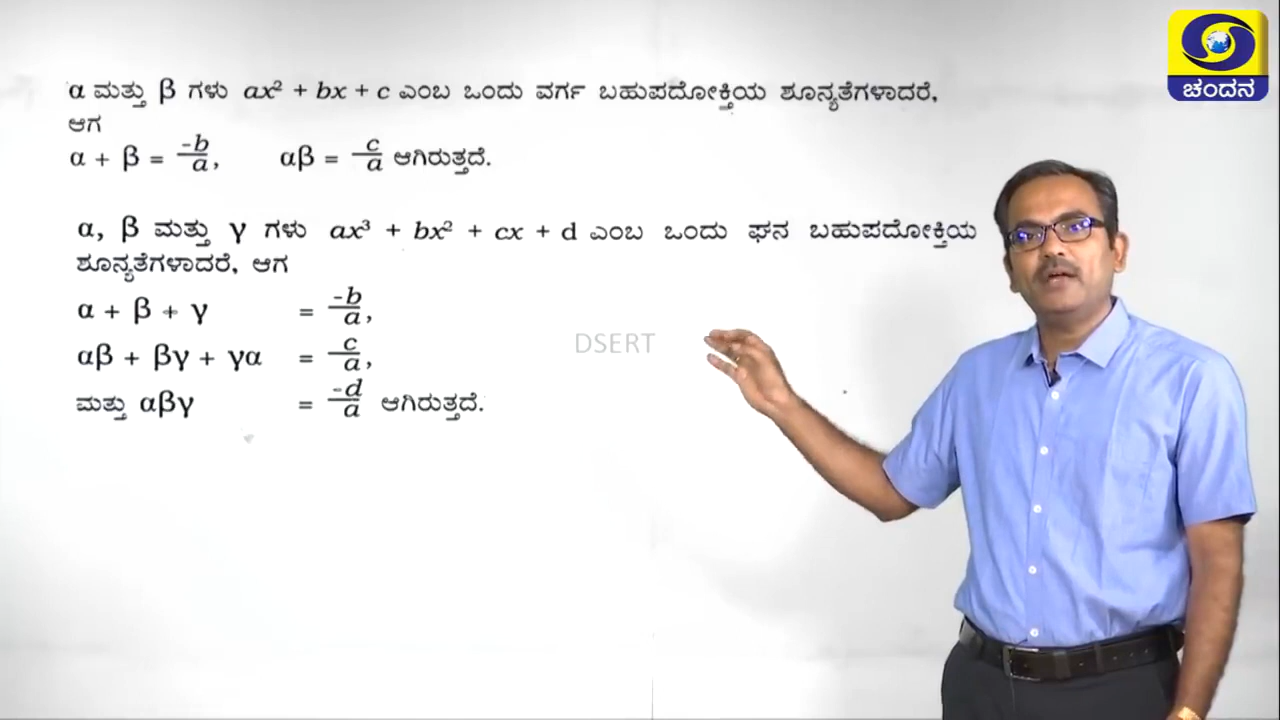 ಚಂದನ
α ಮತ್ತು β ಗಳು ax² + bx + c ಎಂಬ ಒಂದು ವರ್ಗ ಬಹುಪದೋಕ್ತಿಯ ಶೂನ್ಯತೆಗಳಾದರೆ,
ಆಗ
α + β = -b/a, αβ = c/a ಆಗಿರುತ್ತದೆ.
α, β ಮತ್ತು γ ಗಳು ax³ + bx² + cx + d ಎಂಬ ಒಂದು ಘನ ಬಹುಪದೋಕ್ತಿಯ
ಶೂನ್ಯತೆಗಳಾದರೆ, ಆಗ
α + β + γ = -b/a,
αβ + βγ + γα = c/a,
ಮತ್ತು αβγ = -d/a ಆಗಿರುತ್ತದೆ.
DSERT